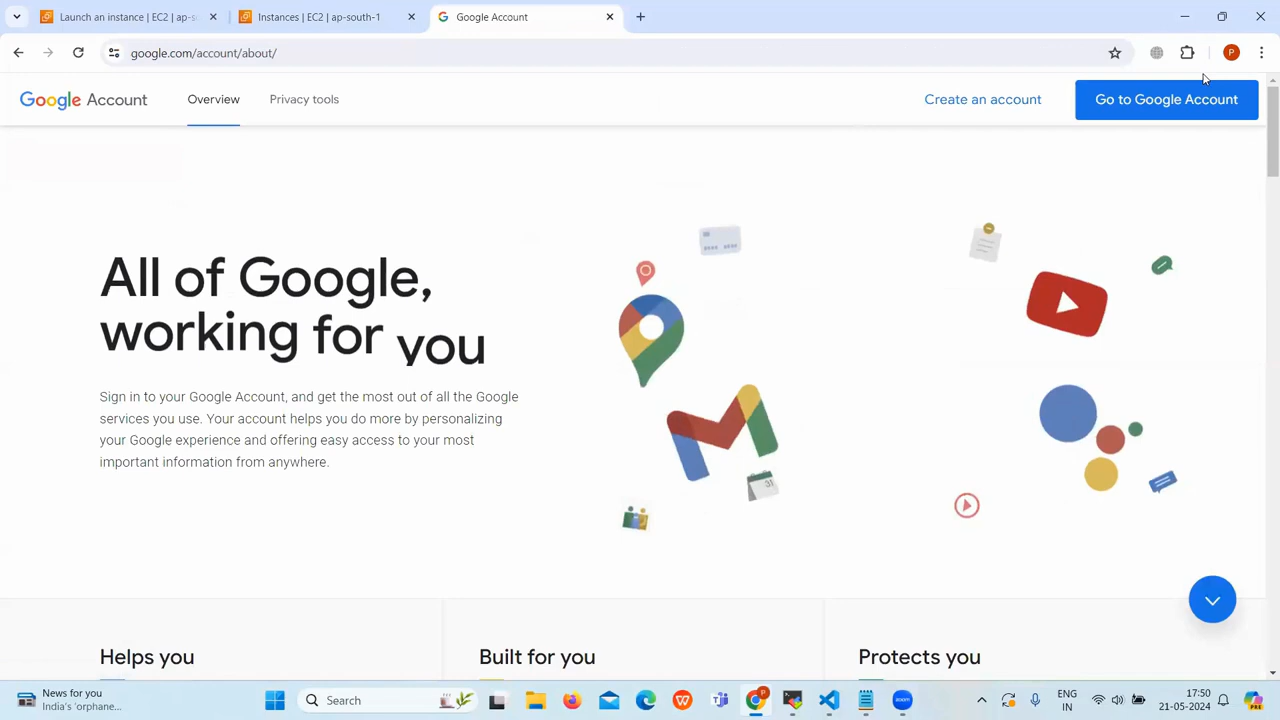 Launch an instance | EC2 | ap-so
Instances | EC2 | ap-south-1
Google Account
google.com/account/about/
P
Google Account
Overview
Privacy tools
Create an account
Go to Google Account
All of Google,
working for you
Sign in to your Google Account, and get the most out of all the Google
services you use. Your account helps you do more by personalizing
your Google experience and offering easy access to your most
important information from anywhere.
31
Helps you
Built for you
Protects you
News for you
India's 'orphane...
Search
P
zoom
ENG
IN
17:50
21-05-2024
PRE